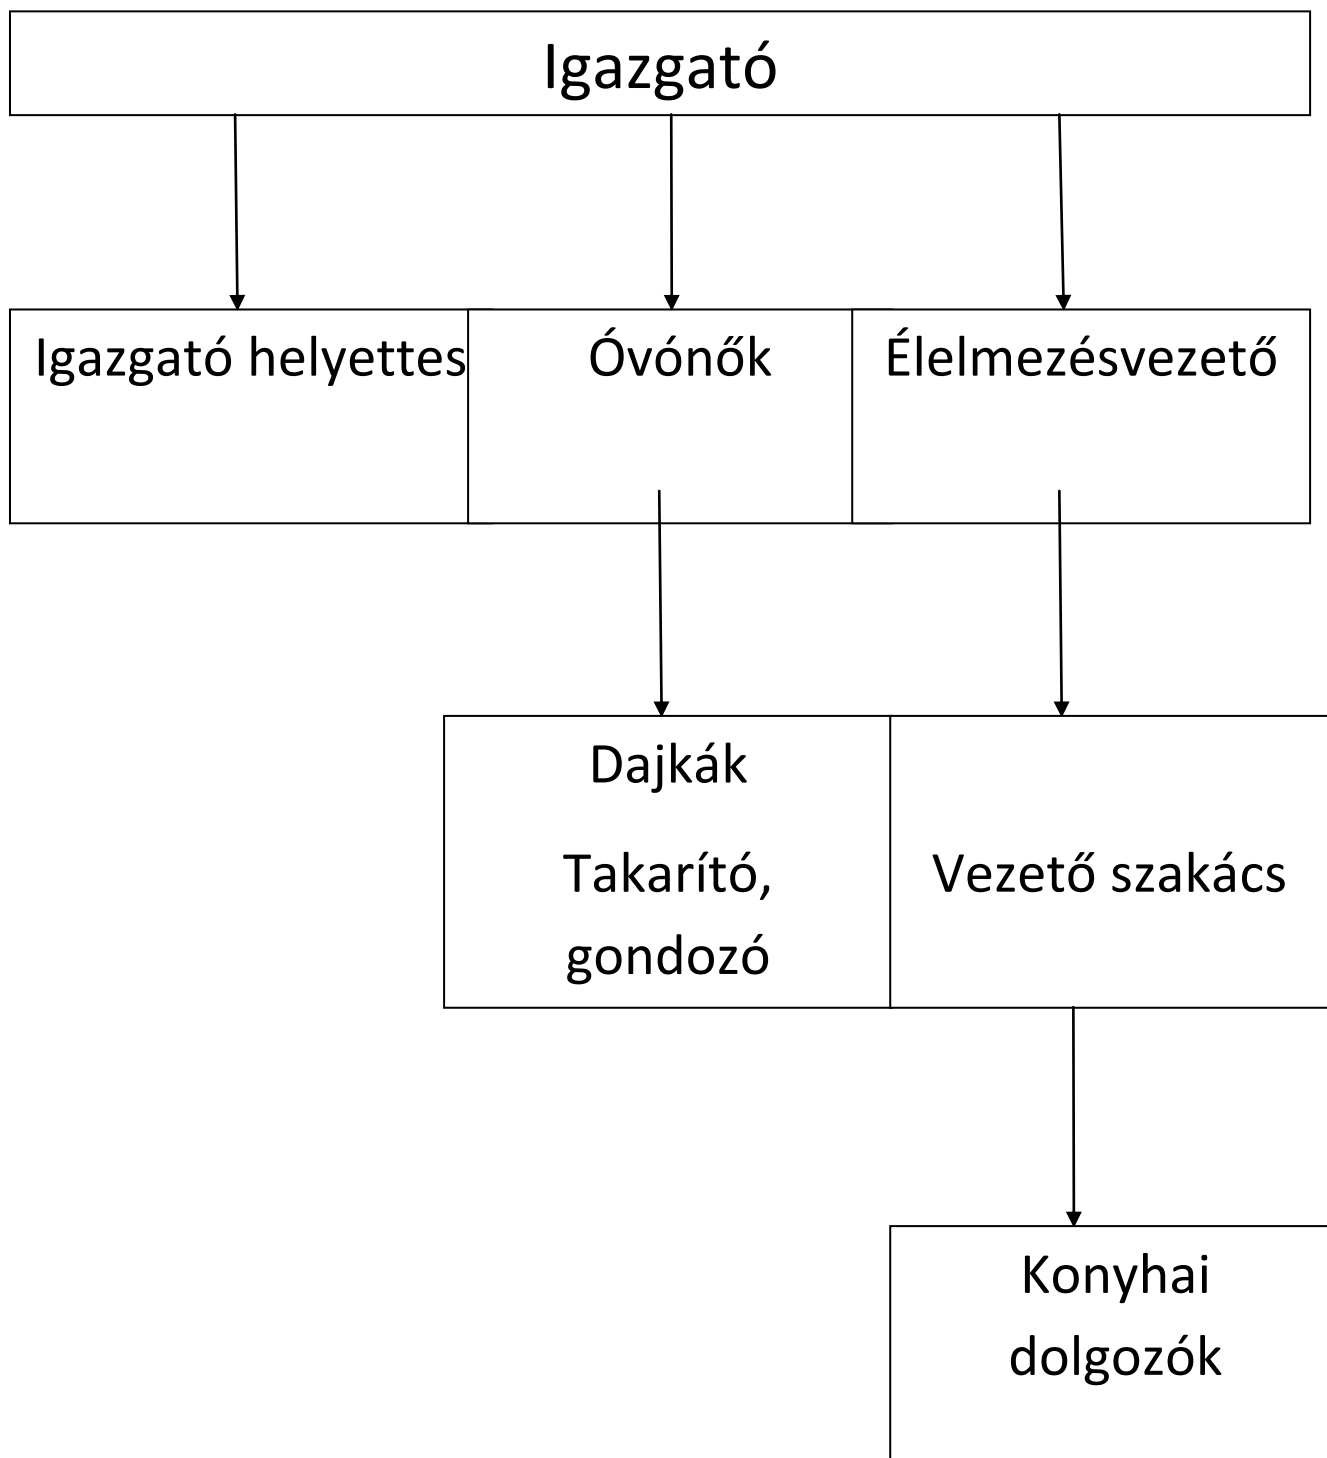 Igazgató
Igazgató helyettes
Óvónők
Élelmezésvezető
Dajkák
Takarító,
gondozó
Vezető szakács
Konyhai
dolgozók